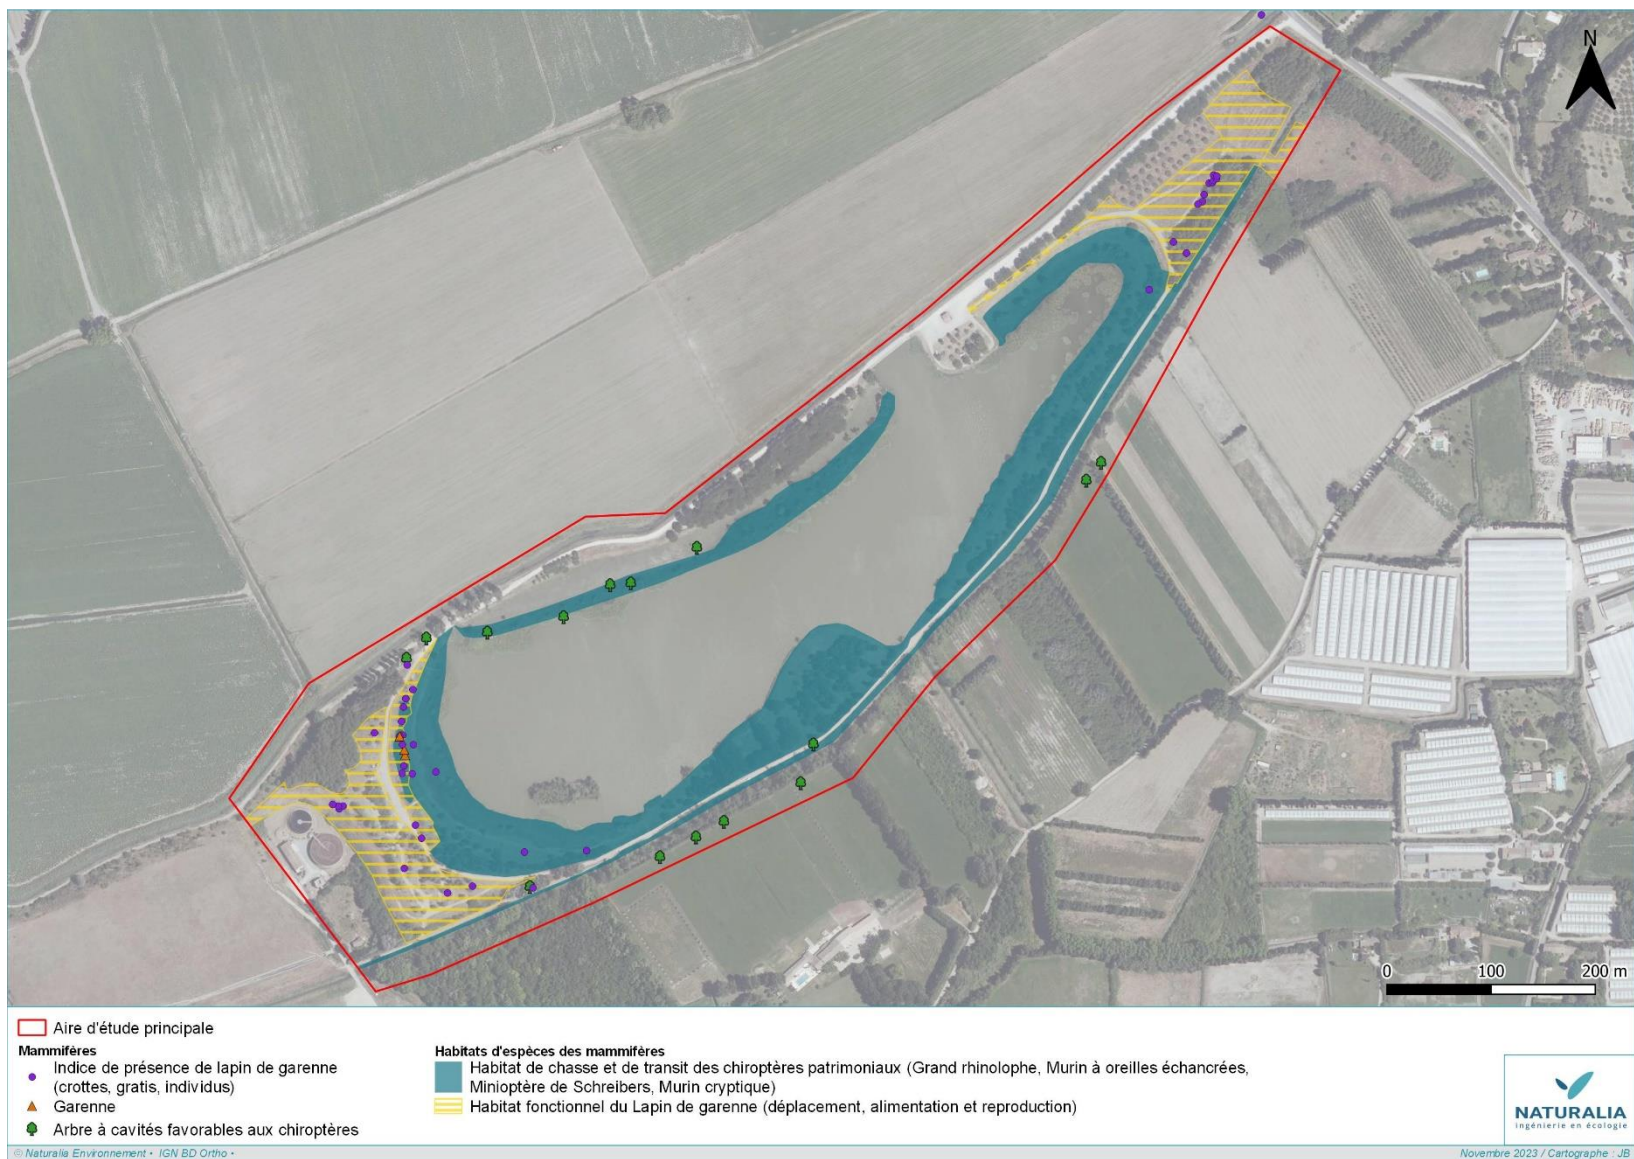 N
0 100 200 m
Aire d'étude principale
Mammifères
Indice de présence de lapin de garenne
(crottes, gratis, individus)
Garenne
Arbre à cavités favorables aux chiroptères
Habitats d'espèces des mammifères
Habitat de chasse et de transit des chiroptères patrimoniaux (Grand rhinolophe, Murin à oreilles échancrées,
Minioptère de Schreibers, Murin cryptique)
Habitat fonctionnel du Lapin de garenne (déplacement, alimentation et reproduction)
NATURALIA
ingénierie en écologie
© Naturalia Environnement - IGN BD Ortho -
Novembre 2023 / Cartographe : JB